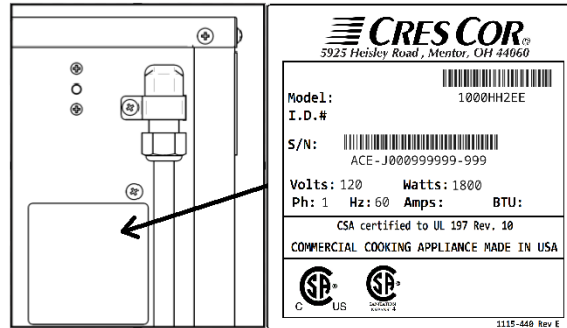 CRES COR®
5925 Heisley Road, Mentor, OH 44060
Model: 1000HH2EE
I.D.#
S/N:
ACE-J000999999-999
Volts: 120 Watts: 1800
Ph: 1 Hz: 60 Amps: BTU:
CSA certified to UL 197 Rev. 10
COMMERCIAL COOKING APPLIANCE MADE IN USA
CSA® CSA®
C US
1115-440 Rev E